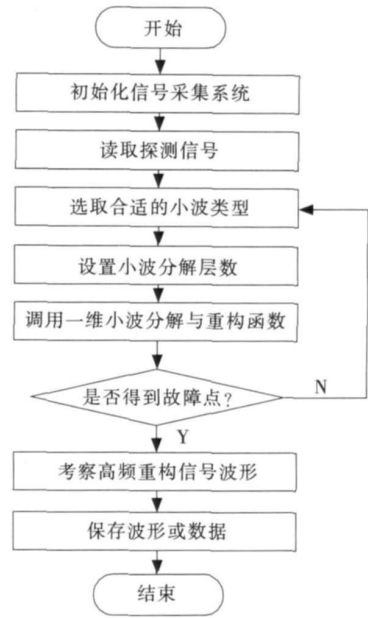 开始
初始化信号采集系统
读取探测信号
选取合适的小波类型
设置小波分解层数
调用一维小波分解与重构函数
是否得到故障点?
N
Y
考察高频重构信号波形
保存波形或数据
结束